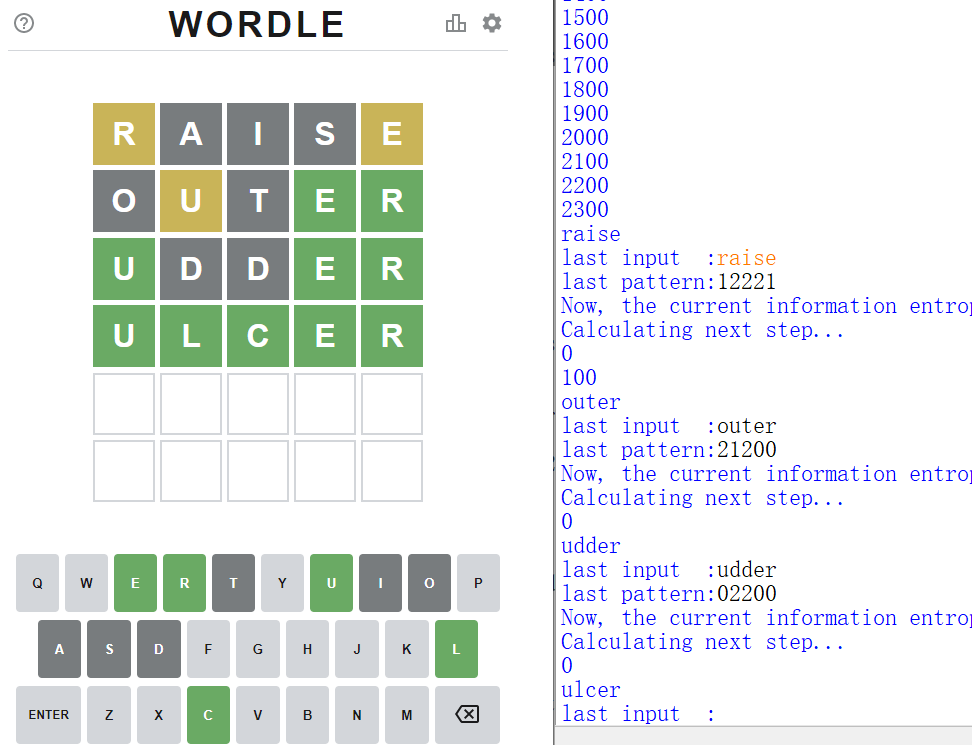 WORDLE
R A I S E
O U T E R
U D D E R
U L C E R
Q W E R T Y U I O P
A S D F G H J K L
ENTER Z X C V B N M
1500
1600
1700
1800
1900
2000
2100
2200
2300
raise
last input  :raise
last pattern:12221
Now, the current information entrop
Calculating next step...
0
100
outer
last input  :outer
last pattern:21200
Now, the current information entrop
Calculating next step...
0
udder
last input  :udder
last pattern:02200
Now, the current information entrop
Calculating next step...
0
ulcer
last input  :